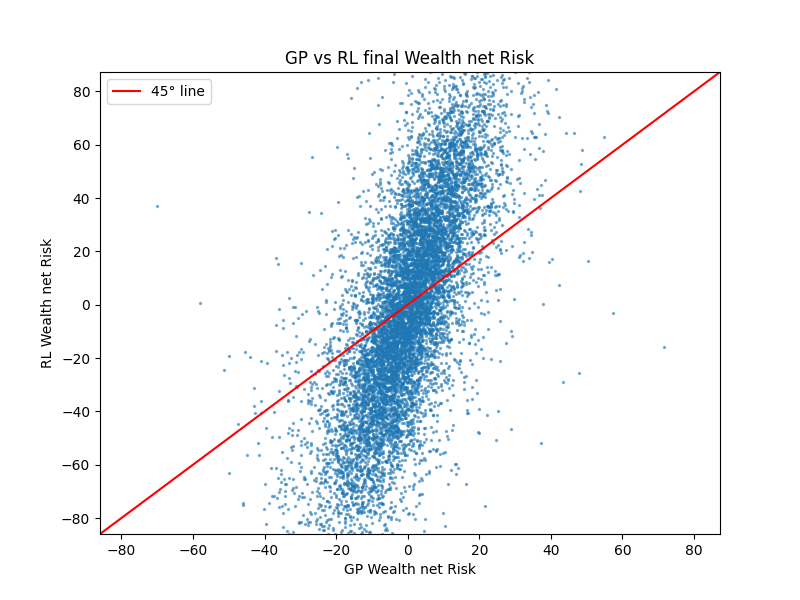 GP vs RL final Wealth net Risk
45° line
RL Wealth net Risk
80
60
40
20
0
−20
−40
−60
−80
−80 −60 −40 −20 0 20 40 60 80
GP Wealth net Risk